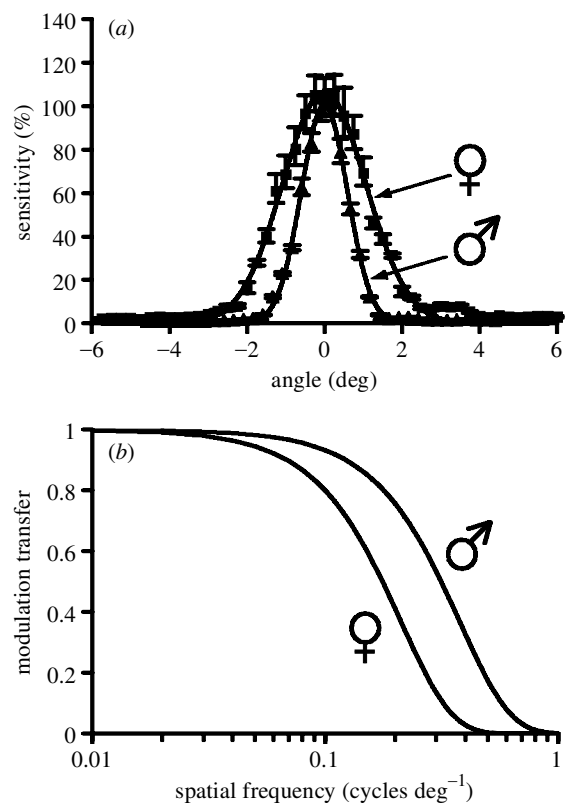 (a)
140
120
100
80
60
40
20
0
sensitivity (%)
♀
♂
−6 −4 −2 0 2 4 6
angle (deg)
(b)
1
0.8
0.6
0.4
0.2
0
modulation transfer
♂
♀
0.01 0.1 1
spatial frequency (cycles deg⁻¹)